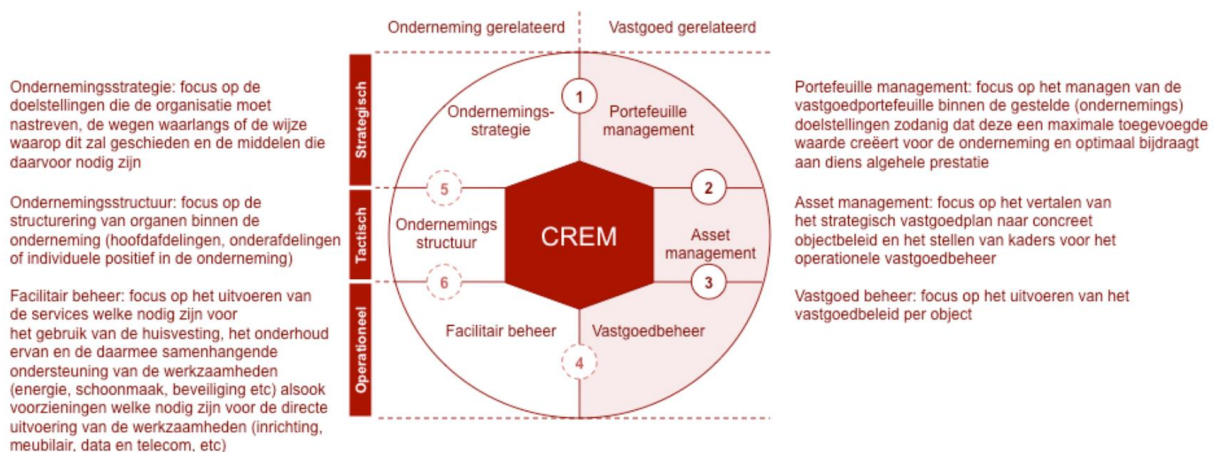 Onderneming gerelateerd
Vastgoed gerelateerd
Ondernemingsstrategie: focus op de
doelstellingen die de organisatie moet
nastreven, de wegen waarlangs of de wijze
waarop dit zal geschieden en de middelen die
daarvoor nodig zijn
Ondernemingsstructuur: focus op de
structurering van organen binnen de
onderneming (hoofdafdelingen, onderafdelingen
of individuele positief in de onderneming)
Facilitair beheer: focus op het uitvoeren van
de services welke nodig zijn voor
het gebruik van de huisvesting, het onderhoud
ervan en de daarmee samenhangende
ondersteuning van de werkzaamheden
(energie, schoonmaak, beveiliging etc) alsook
voorzieningen welke nodig zijn voor de directe
uitvoering van de werkzaamheden (inrichting,
meubilair, data en telecom, etc)
Strategisch
Tactisch
Operationeel
1
Ondernemings-
strategie
Portefeuille
management
5
2
Ondernemings
structuur
CREM
Asset
management
6
3
Facilitair beheer
Vastgoedbeheer
4
Portefeuille management: focus op het managen van de
vastgoedportefeuille binnen de gestelde (ondernemings)
doelstellingen zodanig dat deze een maximale toegevoegde
waarde creëert voor de onderneming en optimaal bijdraagt
aan diens algehele prestatie
Asset management: focus op het vertalen van
het strategisch vastgoedplan naar concreet
objectbeleid en het stellen van kaders voor het
operationele vastgoedbeheer
Vastgoed beheer: focus op het uitvoeren van het
vastgoedbeleid per object